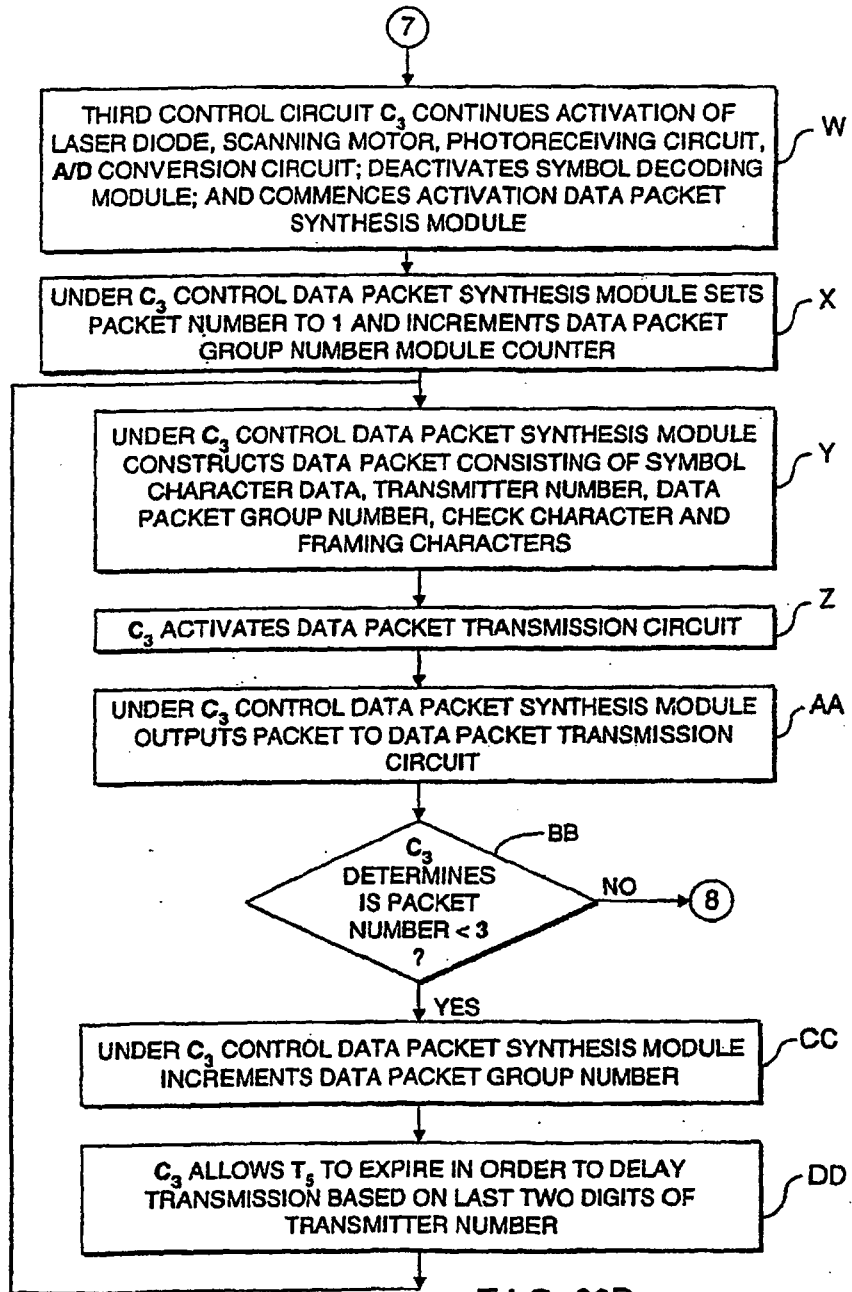 7
THIRD CONTROL CIRCUIT C3 CONTINUES ACTIVATION OF
LASER DIODE, SCANNING MOTOR, PHOTORECEIVING CIRCUIT,
A/D CONVERSION CIRCUIT; DEACTIVATES SYMBOL DECODING
MODULE; AND COMMENCES ACTIVATION DATA PACKET
SYNTHESIS MODULE
W
UNDER C3 CONTROL DATA PACKET SYNTHESIS MODULE SETS
PACKET NUMBER TO 1 AND INCREMENTS DATA PACKET
GROUP NUMBER MODULE COUNTER
X
UNDER C3 CONTROL DATA PACKET SYNTHESIS MODULE
CONSTRUCTS DATA PACKET CONSISTING OF SYMBOL
CHARACTER DATA, TRANSMITTER NUMBER, DATA
PACKET GROUP NUMBER, CHECK CHARACTER AND
FRAMING CHARACTERS
Y
C3 ACTIVATES DATA PACKET TRANSMISSION CIRCUIT
Z
UNDER C3 CONTROL DATA PACKET SYNTHESIS MODULE
OUTPUTS PACKET TO DATA PACKET TRANSMISSION
CIRCUIT
AA
C3
DETERMINES
IS PACKET
NUMBER < 3
?
BB
NO
8
YES
UNDER C3 CONTROL DATA PACKET SYNTHESIS MODULE
INCREMENTS DATA PACKET GROUP NUMBER
CC
C3 ALLOWS T5 TO EXPIRE IN ORDER TO DELAY
TRANSMISSION BASED ON LAST TWO DIGITS OF
TRANSMITTER NUMBER
DD